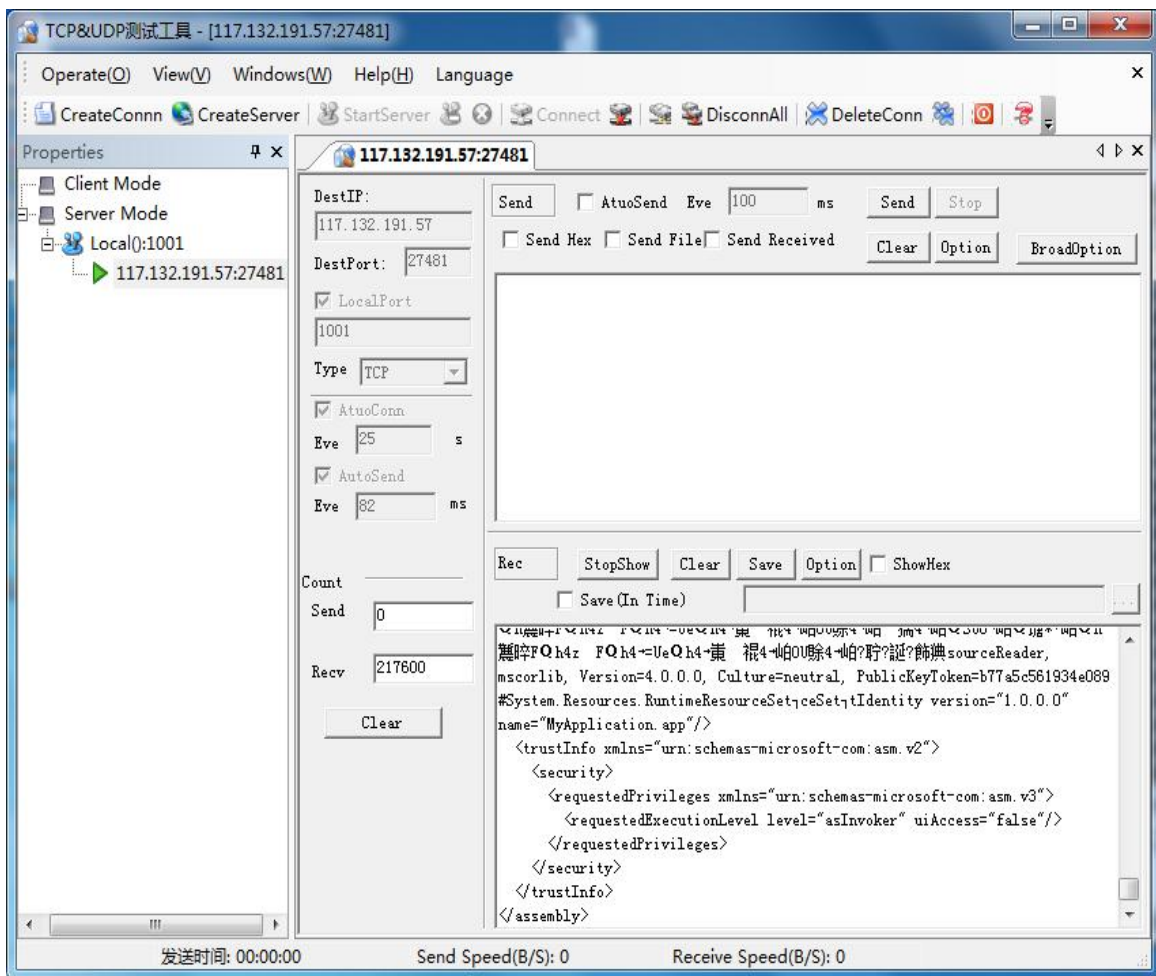 TCP&UDP测试工具 - [117.132.191.57:27481]
Operate(O) View(V) Windows(W) Help(H) Language
CreateConnn CreateServer StartServer Connect DisconnAll DeleteConn
Properties
Client Mode
Server Mode
Local():1001
117.132.191.57:27481
117.132.191.57:27481
DestIP:
117.132.191.57
DestPort: 27481
LocalPort
1001
Type TCP
AtuoConn
Eve 25 s
AutoSend
Eve 82 ms
Count
Send 0
Recv 217600
Clear
Send AtuoSend Eve 100 ms Send Stop
Send Hex Send File Send Received Clear Option BroadOption
Rec StopShow Clear Save Option ShowHex
Save(In Time) ...
sourceReader,
mscorlib, Version=4.0.0.0, Culture=neutral, PublicKeyToken=b77a5c561934e089
#System.Resources.RuntimeResourceSet┐ceSet┐tIdentity version="1.0.0.0"
name="MyApplication.app"/>
<trustInfo xmlns="urn:schemas-microsoft-com:asm.v2">
<security>
<requestedPrivileges xmlns="urn:schemas-microsoft-com:asm.v3">
<requestedExecutionLevel level="asInvoker" uiAccess="false"/>
</requestedPrivileges>
</security>
</trustInfo>
</assembly>
发送时间: 00:00:00 Send Speed(B/S): 0 Receive Speed(B/S): 0